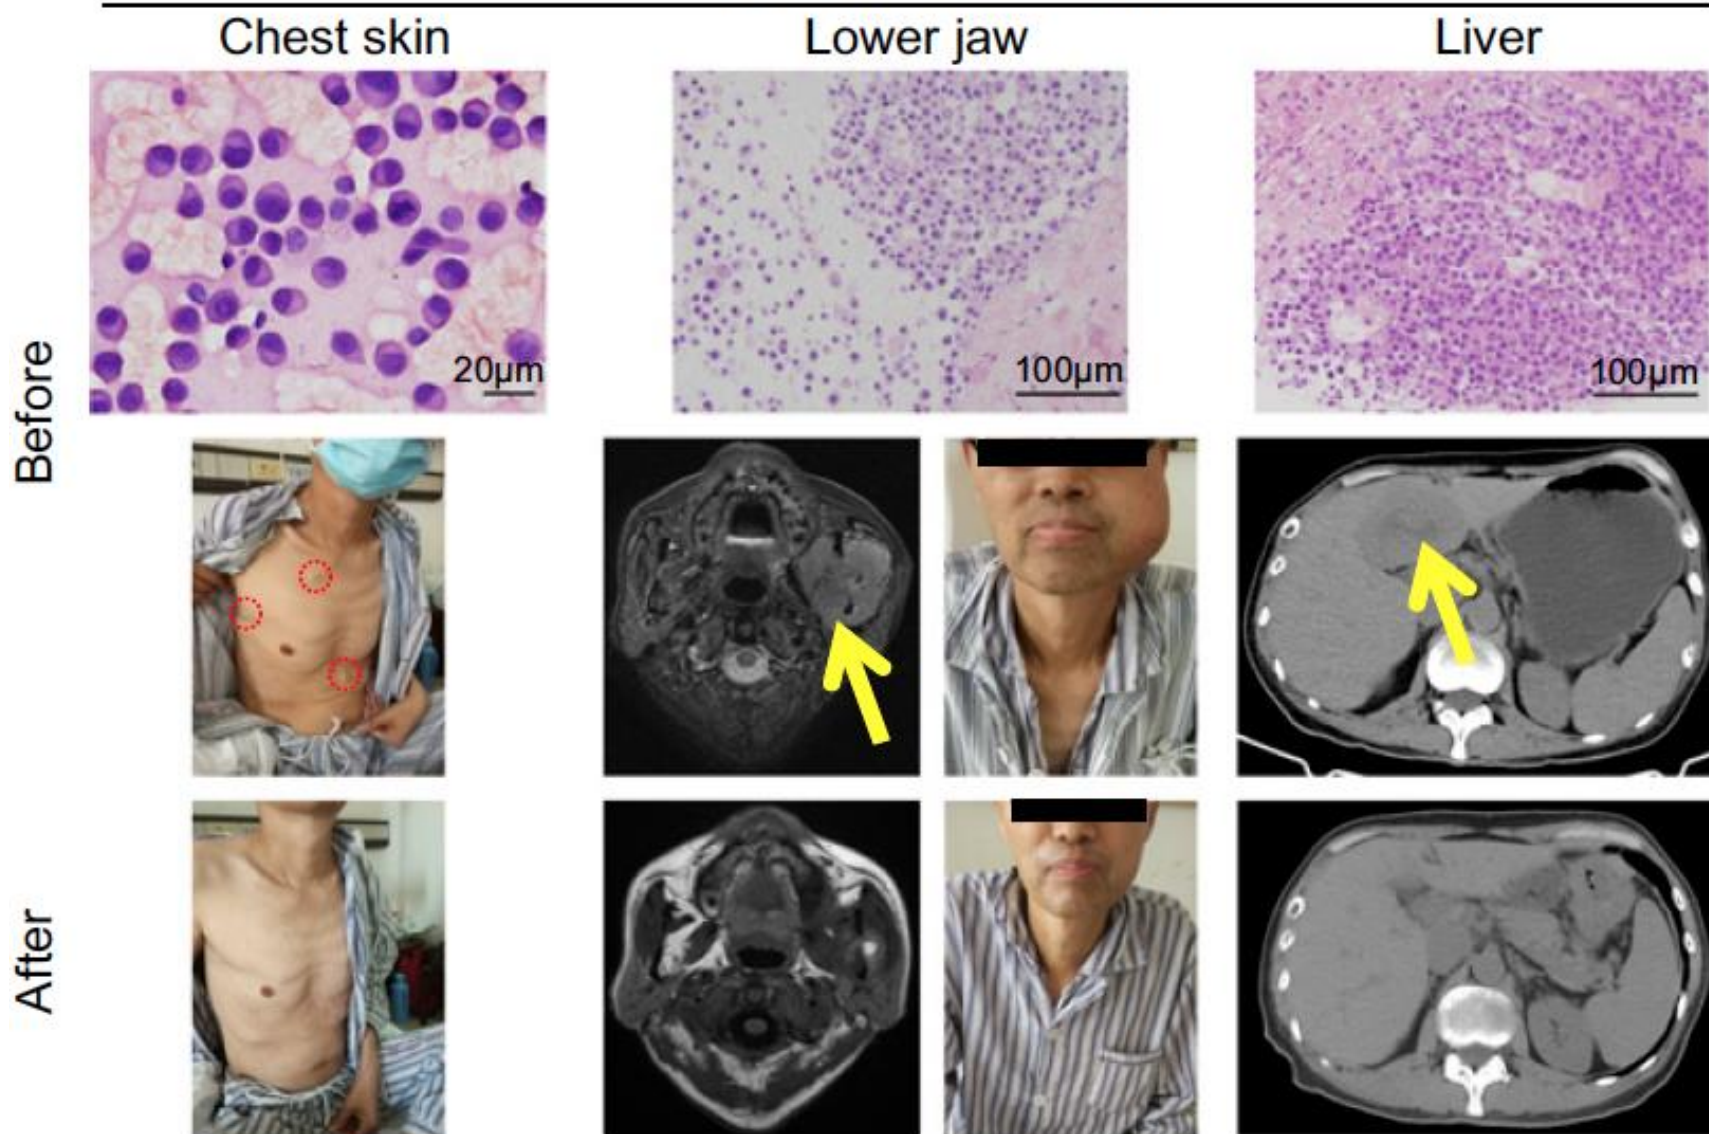 Chest skin
Lower jaw
Liver
Before
20μm
100μm
100μm
After